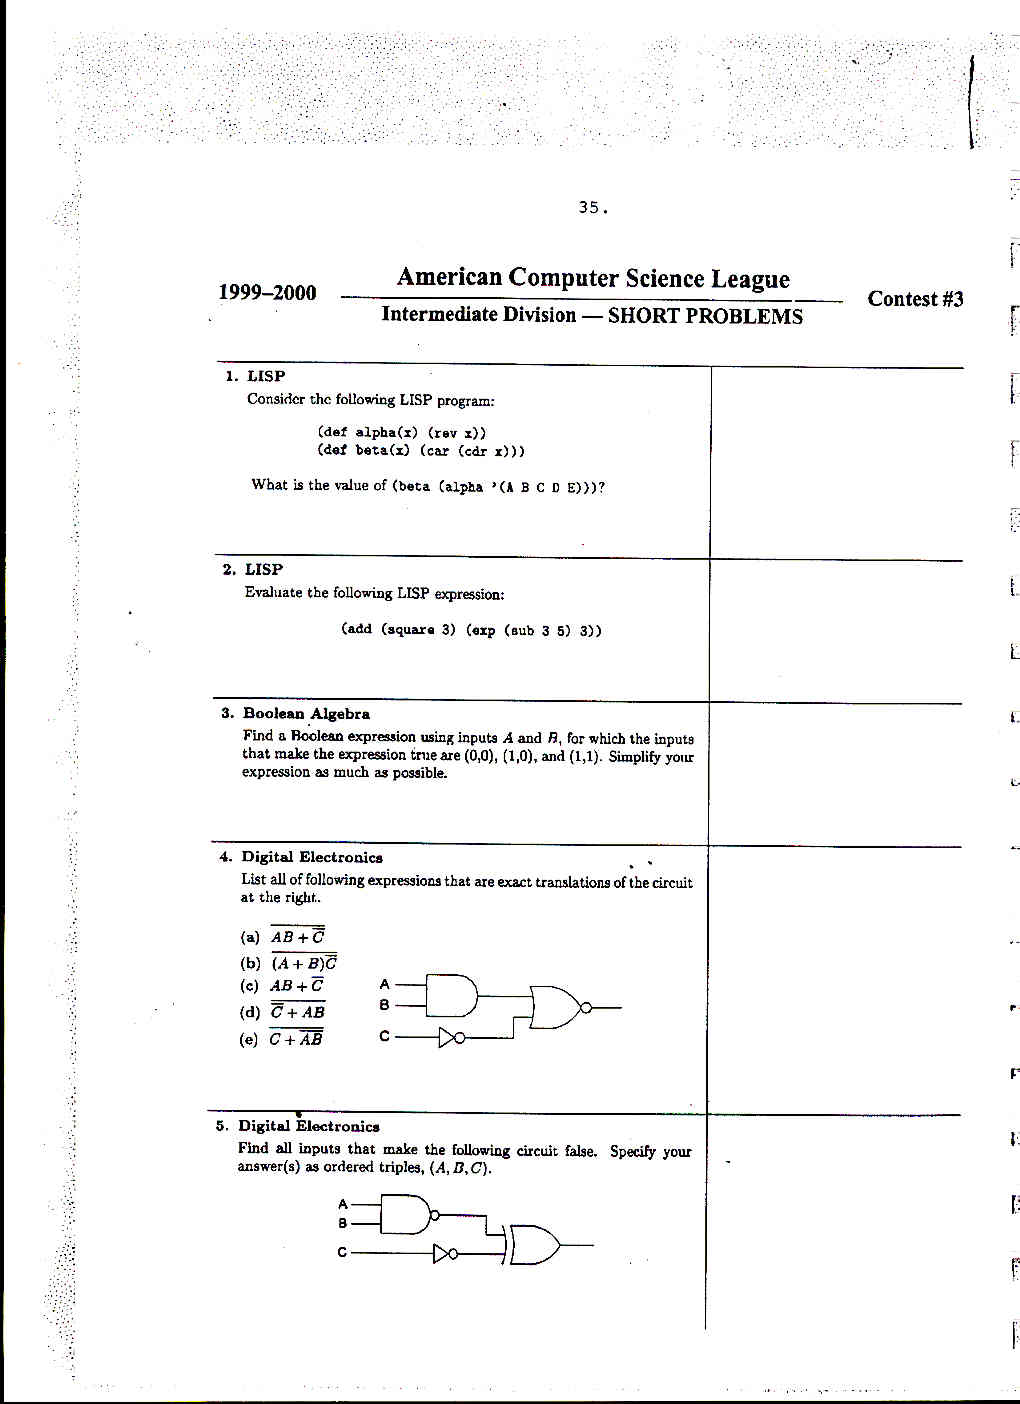 35.
American Computer Science League
1999–2000
Contest #3
Intermediate Division — SHORT PROBLEMS
1. LISP
Consider the following LISP program:
(def alpha(x) (rev x))
(def beta(x) (car (cdr x)))
What is the value of (beta (alpha '(A B C D E)))?
2. LISP
Evaluate the following LISP expression:
(add (square 3) (exp (sub 3 5) 3))
3. Boolean Algebra
Find a Boolean expression using inputs A and B, for which the inputs
that make the expression true are (0,0), (1,0), and (1,1). Simplify your
expression as much as possible.
4. Digital Electronics
List all of following expressions that are exact translations of the circuit
at the right.
(a) $\overline{AB + \overline{C}}$
(b) $\overline{(A + B)\overline{C}}$
(c) $AB + \overline{C}$
(d) $\overline{\overline{C} + AB}$
(e) $\overline{C + \overline{AB}}$
A
B
C
5. Digital Electronics
Find all inputs that make the following circuit false. Specify your
answer(s) as ordered triples, (A, B, C).
A
B
C